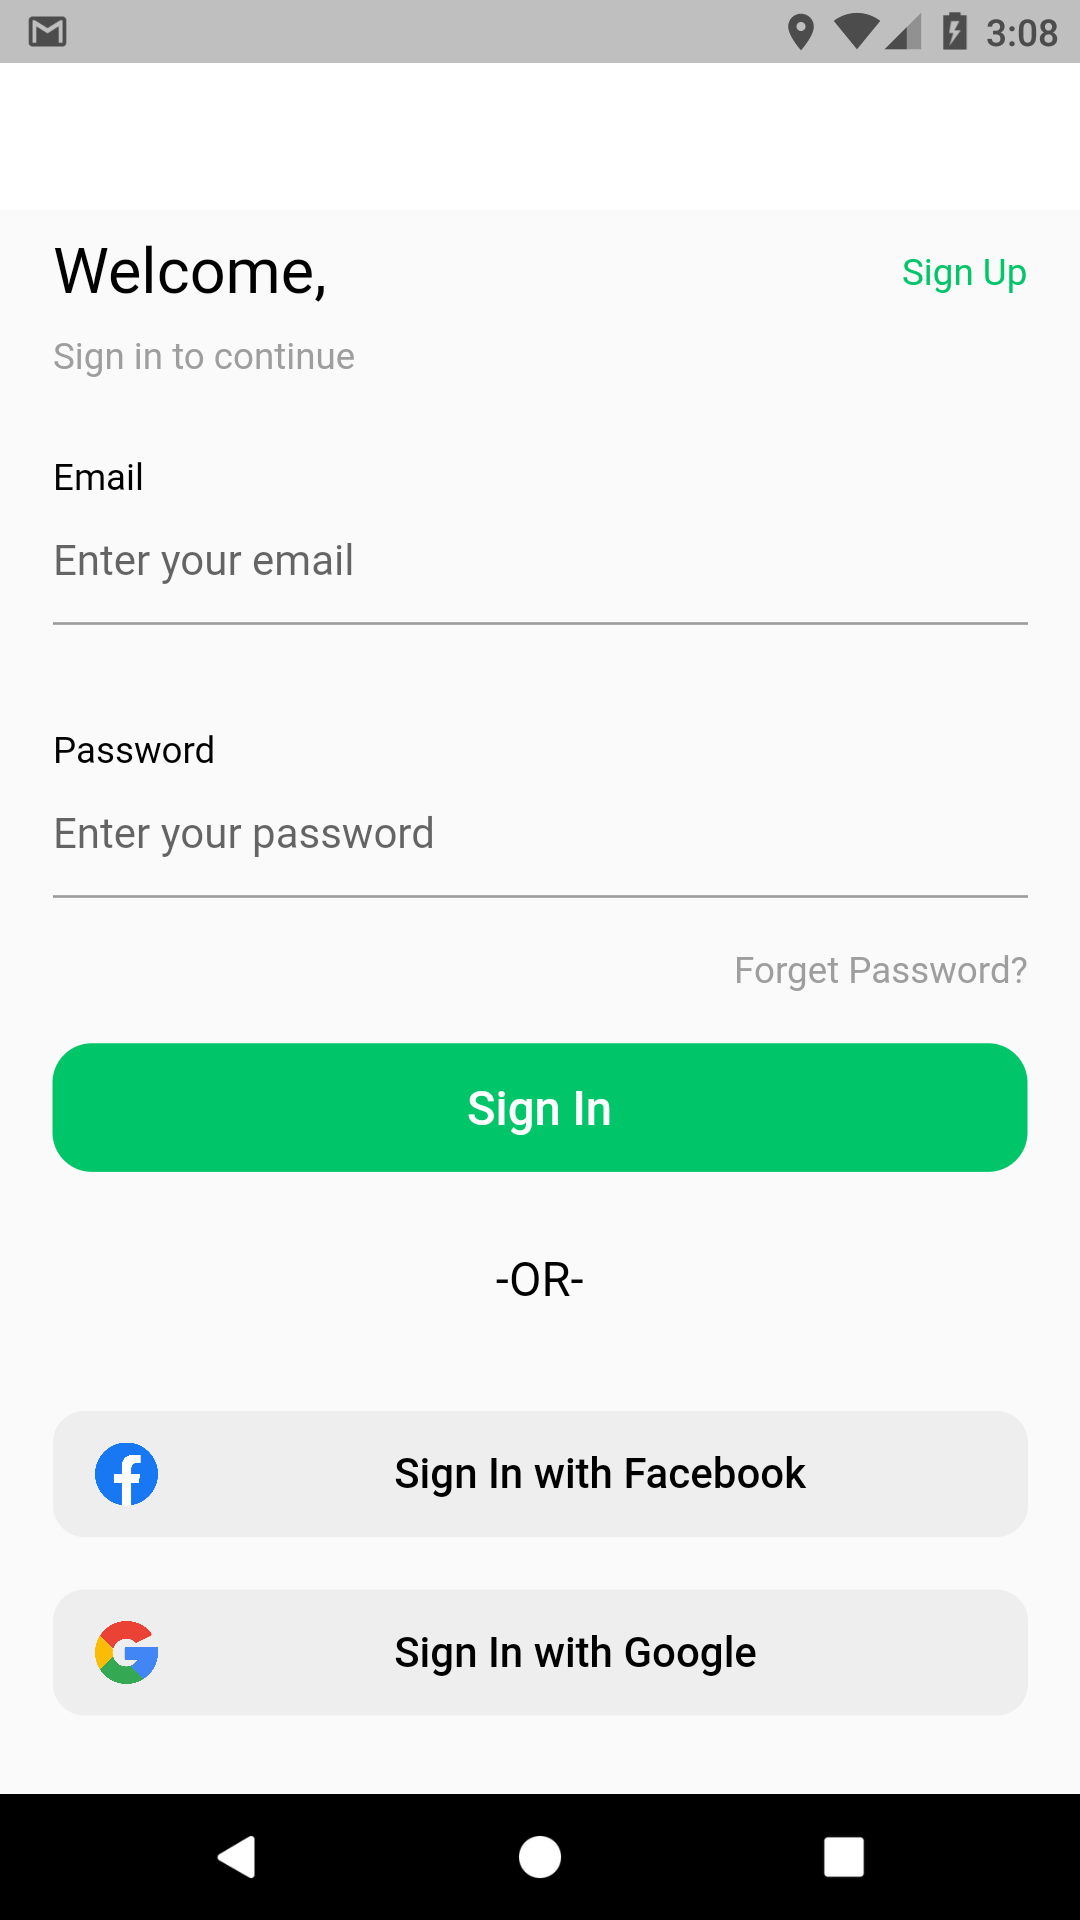 3:08
Welcome,
Sign Up
Sign in to continue
Email
Enter your email
Password
Enter your password
Forget Password?
Sign In
-OR-
Sign In with Facebook
Sign In with Google